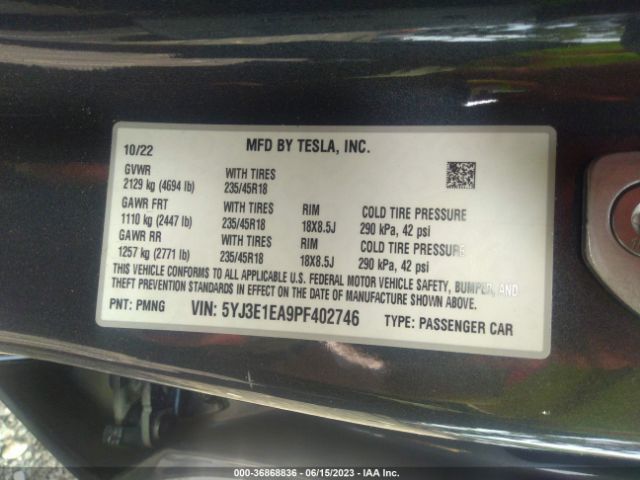 10/22 MFD BY TESLA, INC.
GVWR WITH TIRES
2129 kg (4694 lb) 235/45R18
GAWR FRT WITH TIRES RIM COLD TIRE PRESSURE
1110 kg (2447 lb) 235/45R18 18X8.5J 290 kPa, 42 psi
GAWR RR WITH TIRES RIM COLD TIRE PRESSURE
1257 kg (2771 lb) 235/45R18 18X8.5J 290 kPa, 42 psi
THIS VEHICLE CONFORMS TO ALL APPLICABLE U.S. FEDERAL MOTOR VEHICLE SAFETY, BUMPER, AND
THEFT PREVENTION STANDARDS IN EFFECT ON THE DATE OF MANUFACTURE SHOWN ABOVE.
PNT: PMNG VIN: 5YJ3E1EA9PF402746 TYPE: PASSENGER CAR
000-36868836 - 06/15/2023 - IAA Inc.